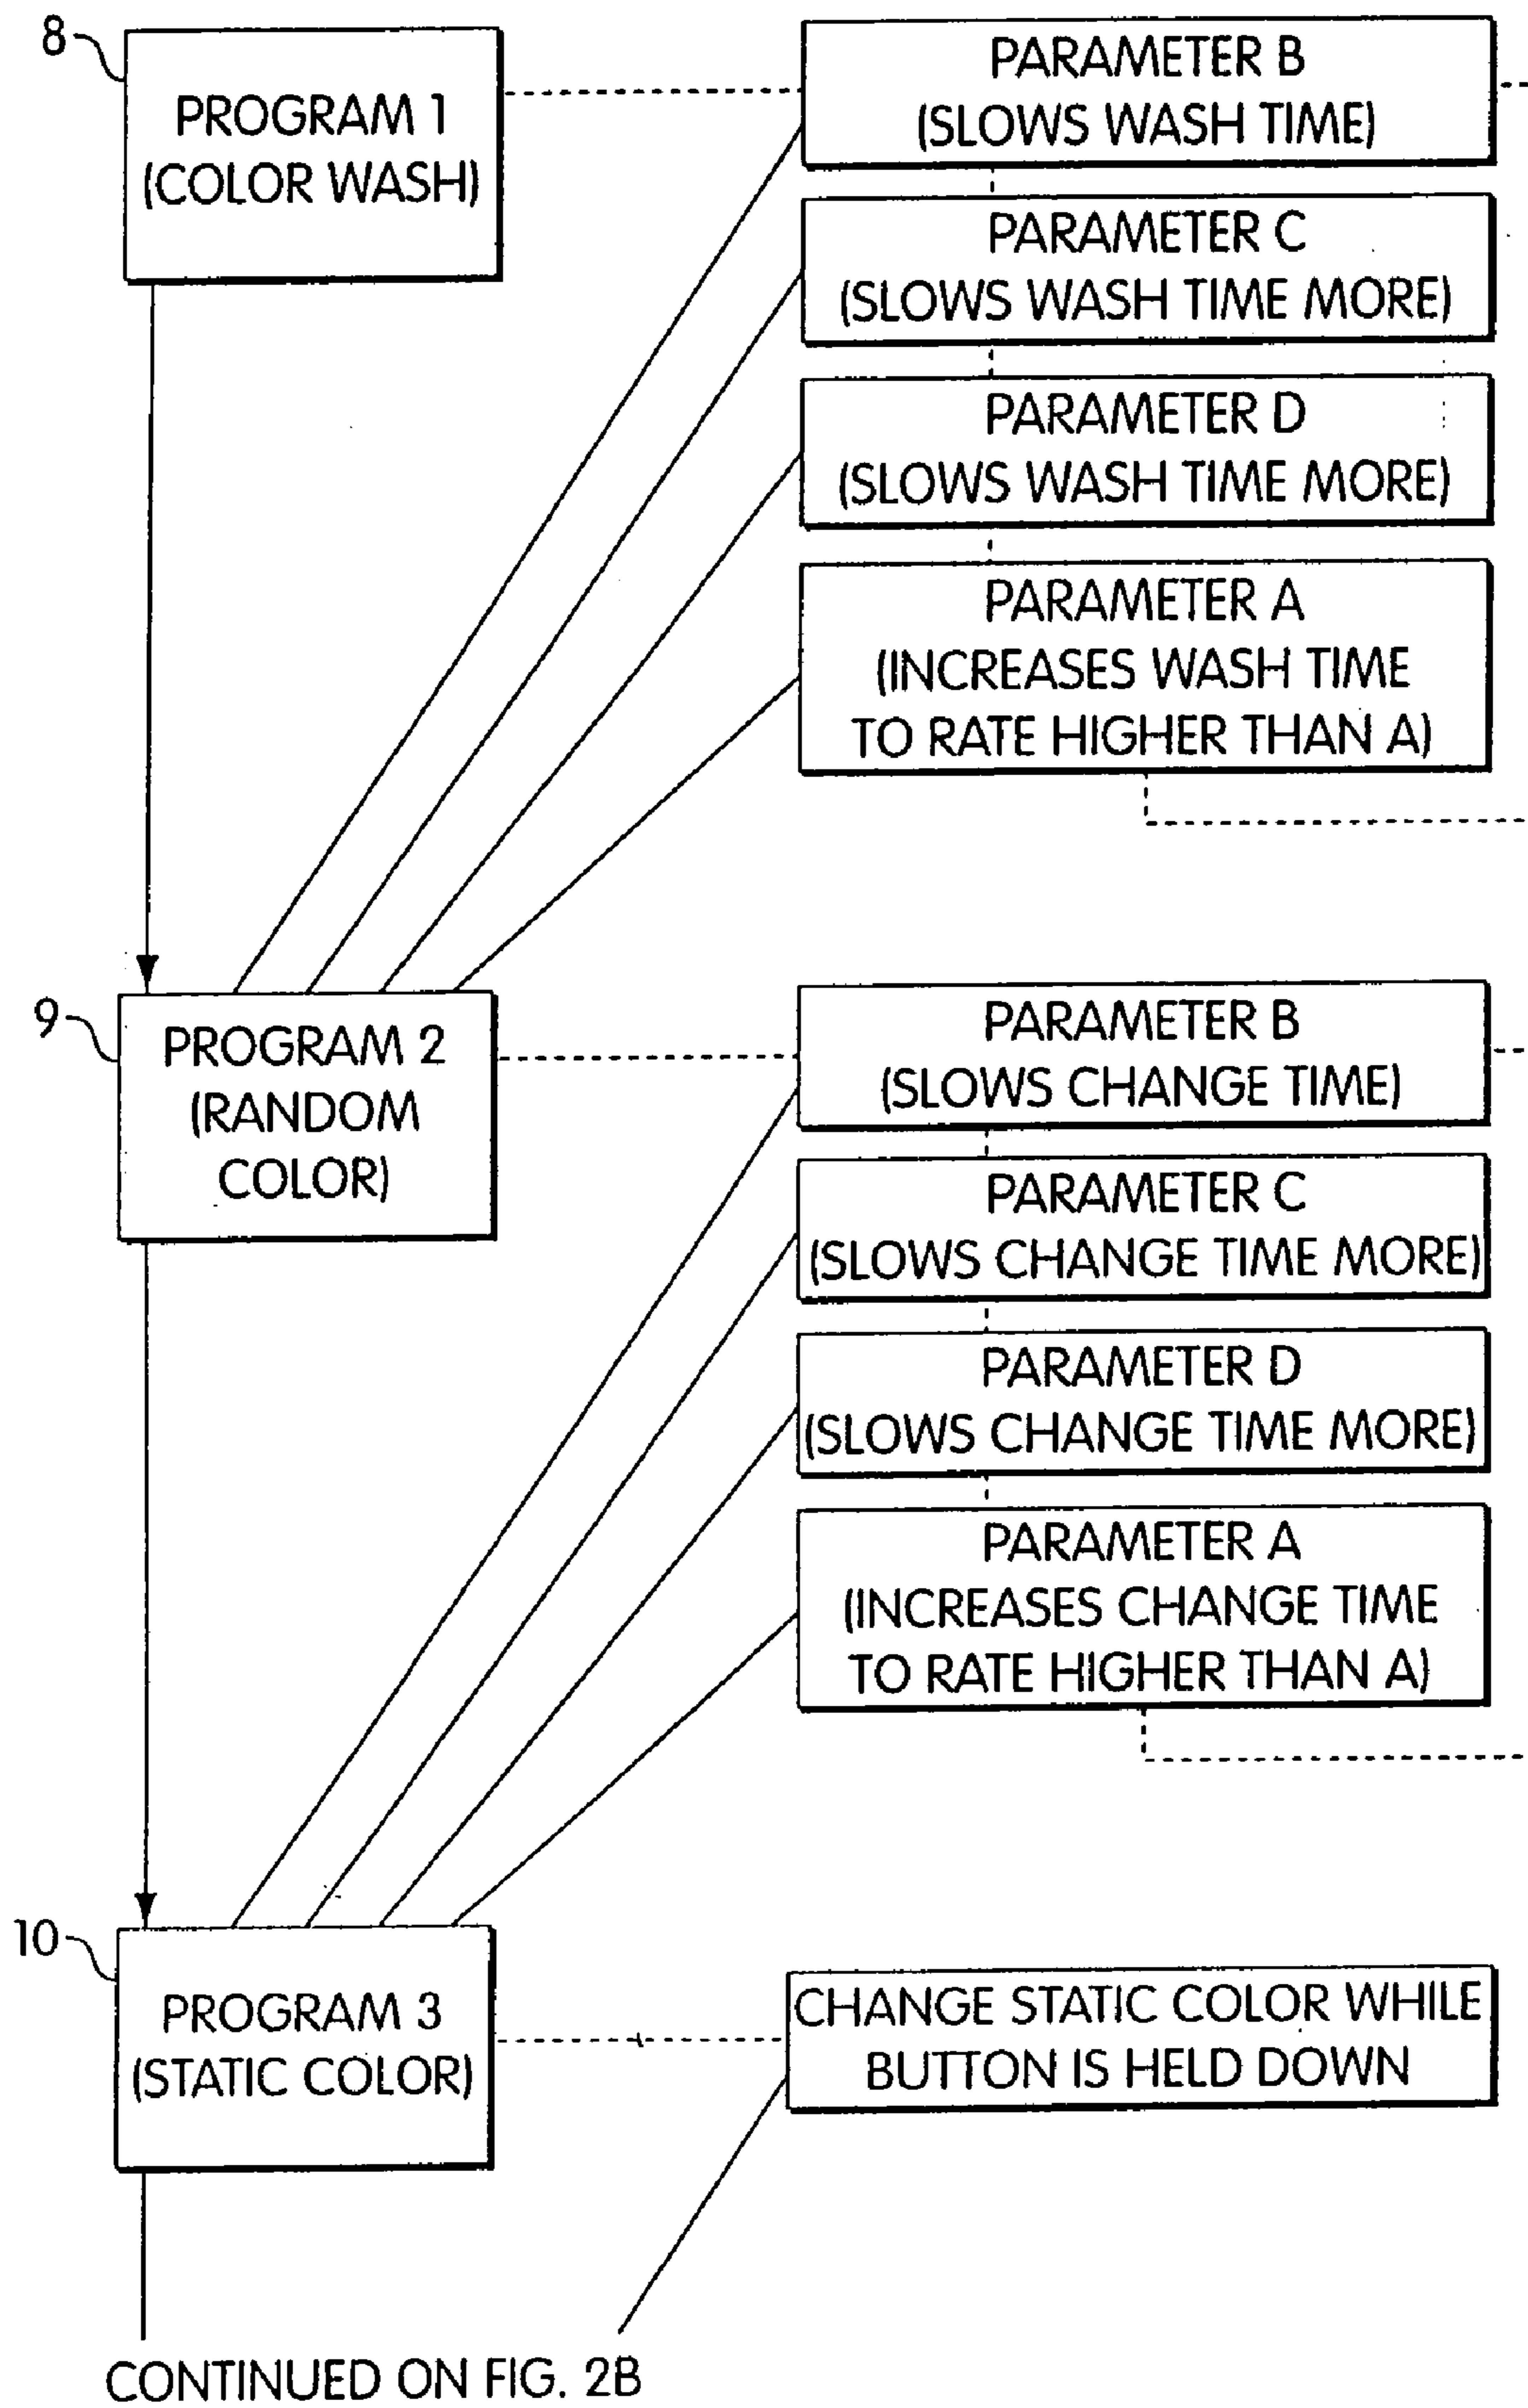 8
PROGRAM 1
(COLOR WASH)
PARAMETER B
(SLOWS WASH TIME)
PARAMETER C
(SLOWS WASH TIME MORE)
PARAMETER D
(SLOWS WASH TIME MORE)
PARAMETER A
(INCREASES WASH TIME
TO RATE HIGHER THAN A)
9
PROGRAM 2
(RANDOM
COLOR)
PARAMETER B
(SLOWS CHANGE TIME)
PARAMETER C
(SLOWS CHANGE TIME MORE)
PARAMETER D
(SLOWS CHANGE TIME MORE)
PARAMETER A
(INCREASES CHANGE TIME
TO RATE HIGHER THAN A)
10
PROGRAM 3
(STATIC COLOR)
CHANGE STATIC COLOR WHILE
BUTTON IS HELD DOWN
CONTINUED ON FIG. 2B